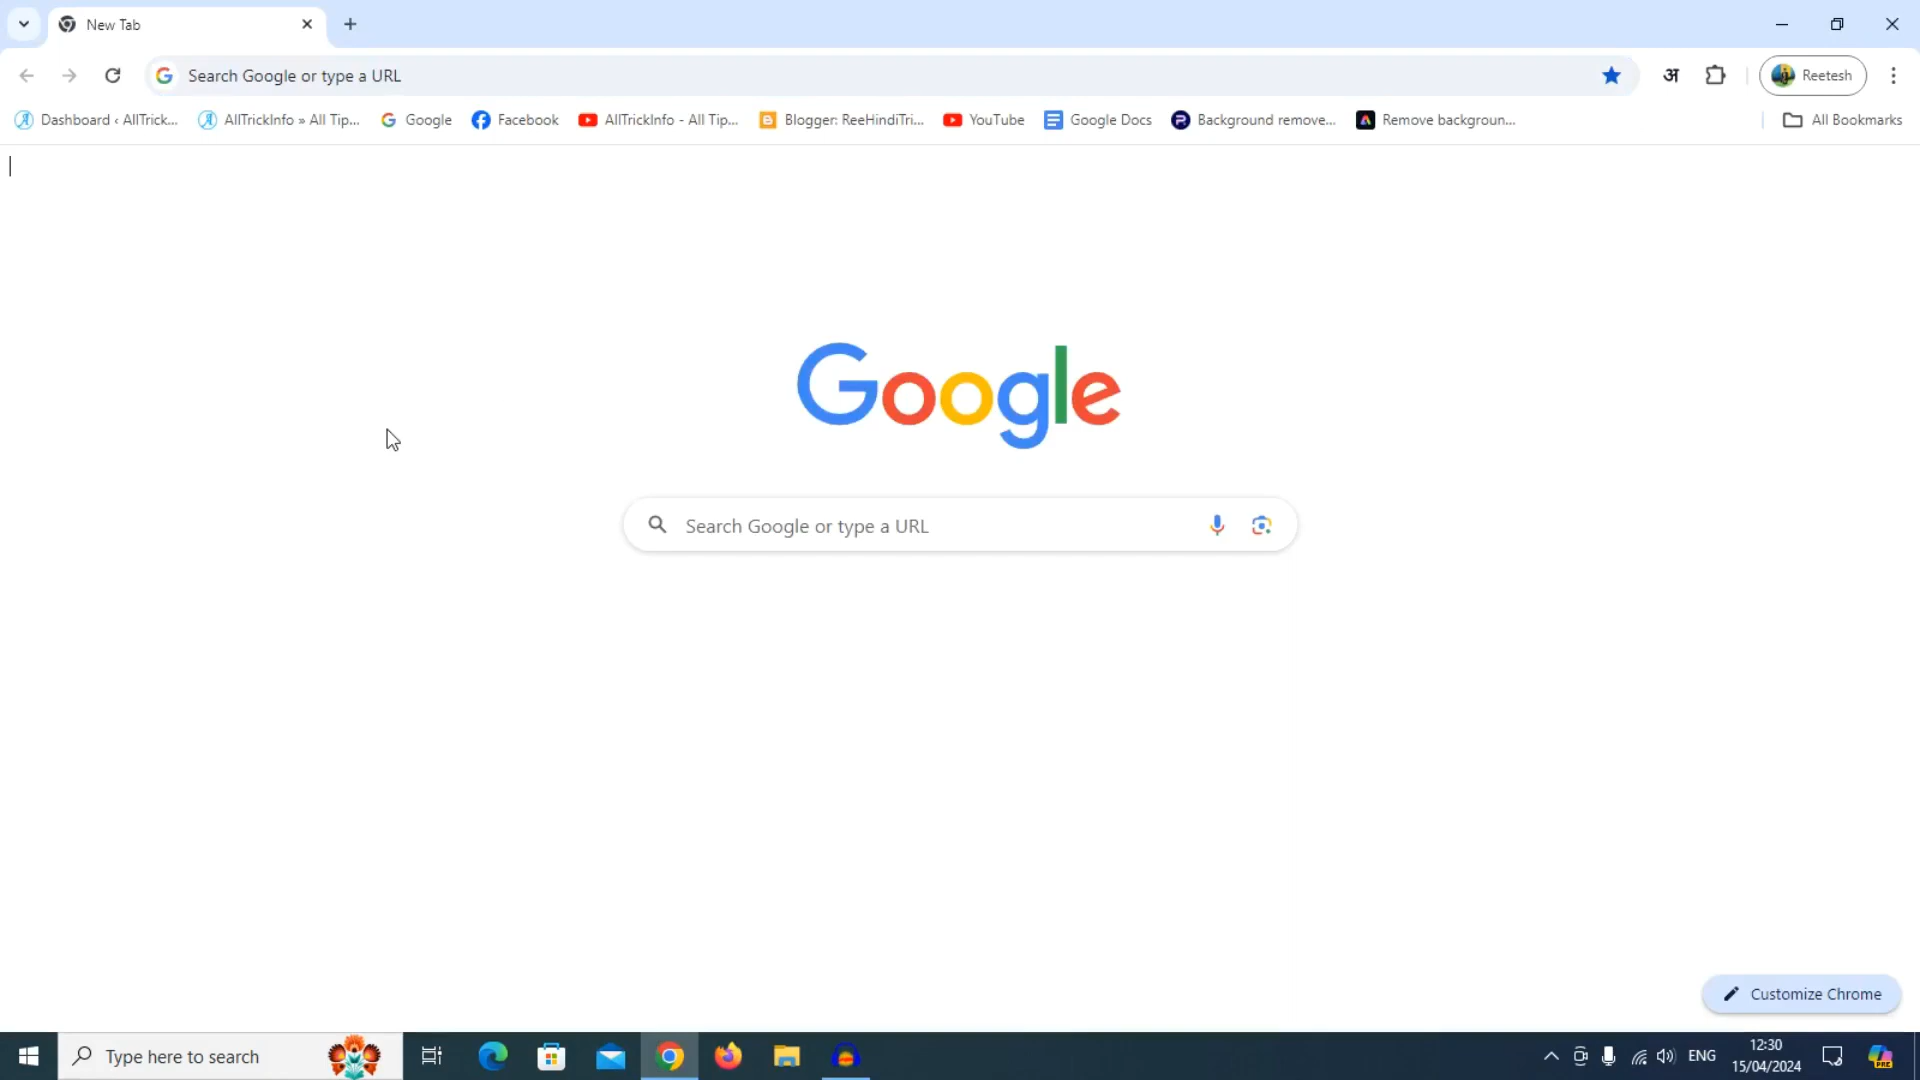 New Tab
Search Google or type a URL
अ
Reetesh
Dashboard ‹ AllTrick...
AllTrickInfo » All Tip...
Google
Facebook
AllTrickInfo - All Tip...
Blogger: ReeHindiTri...
YouTube
Google Docs
Background remove...
Remove backgroun...
All Bookmarks
Google
Search Google or type a URL
Customize Chrome
Type here to search
ENG
12:30
15/04/2024
PRE